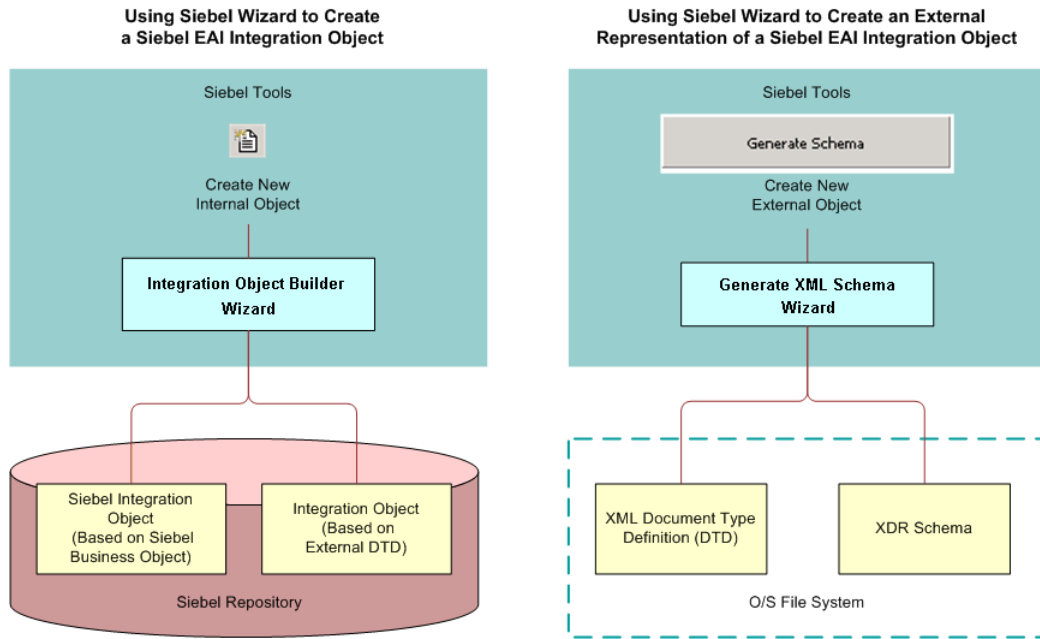 Using Siebel Wizard to Create
a Siebel EAI Integration Object
Siebel Tools
Create New
Internal Object
Integration Object Builder
Wizard
Siebel Integration
Object
(Based on Siebel
Business Object)
Integration Object
(Based on
External DTD)
Siebel Repository
Using Siebel Wizard to Create an External
Representation of a Siebel EAI Integration Object
Siebel Tools
Generate Schema
Create New
External Object
Generate XML Schema
Wizard
XML Document Type
Definition (DTD)
XDR Schema
O/S File System